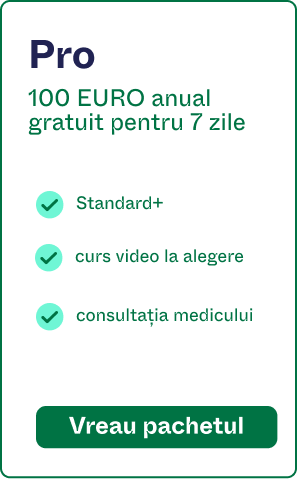 Pro
100 EURO anual
gratuit pentru 7 zile
Standard+
curs video la alegere
consultația medicului
Vreau pachetul